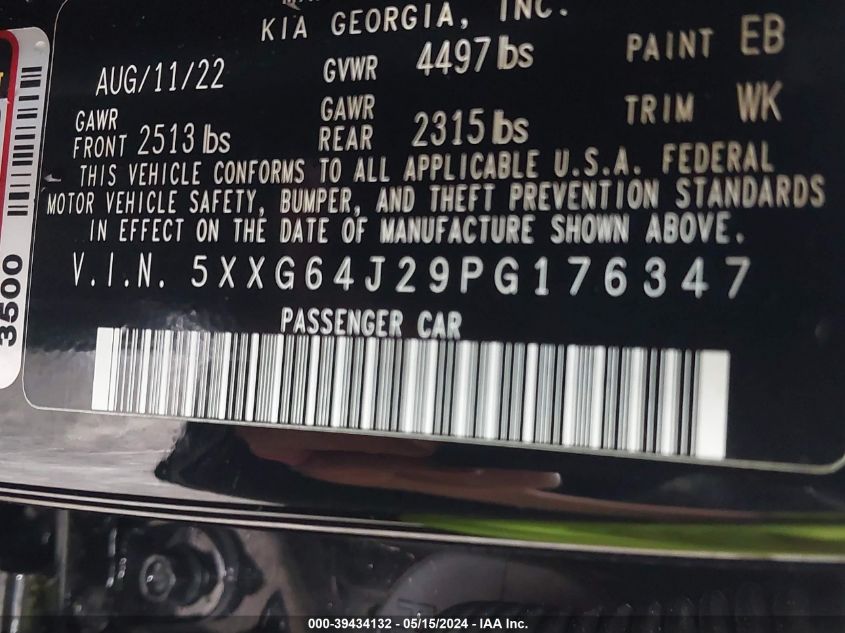 KIA GEORGIA, INC.
AUG/11/22 GVWR 4497 lbs PAINT EB
GAWR FRONT 2513 lbs GAWR REAR 2315 lbs TRIM WK
THIS VEHICLE CONFORMS TO ALL APPLICABLE U.S.A. FEDERAL
MOTOR VEHICLE SAFETY, BUMPER, AND THEFT PREVENTION STANDARDS
IN EFFECT ON THE DATE OF MANUFACTURE SHOWN ABOVE.
V.I.N. 5XXG64J29PG176347
PASSENGER CAR
3500
000-39434132 - 05/15/2024 - IAA Inc.